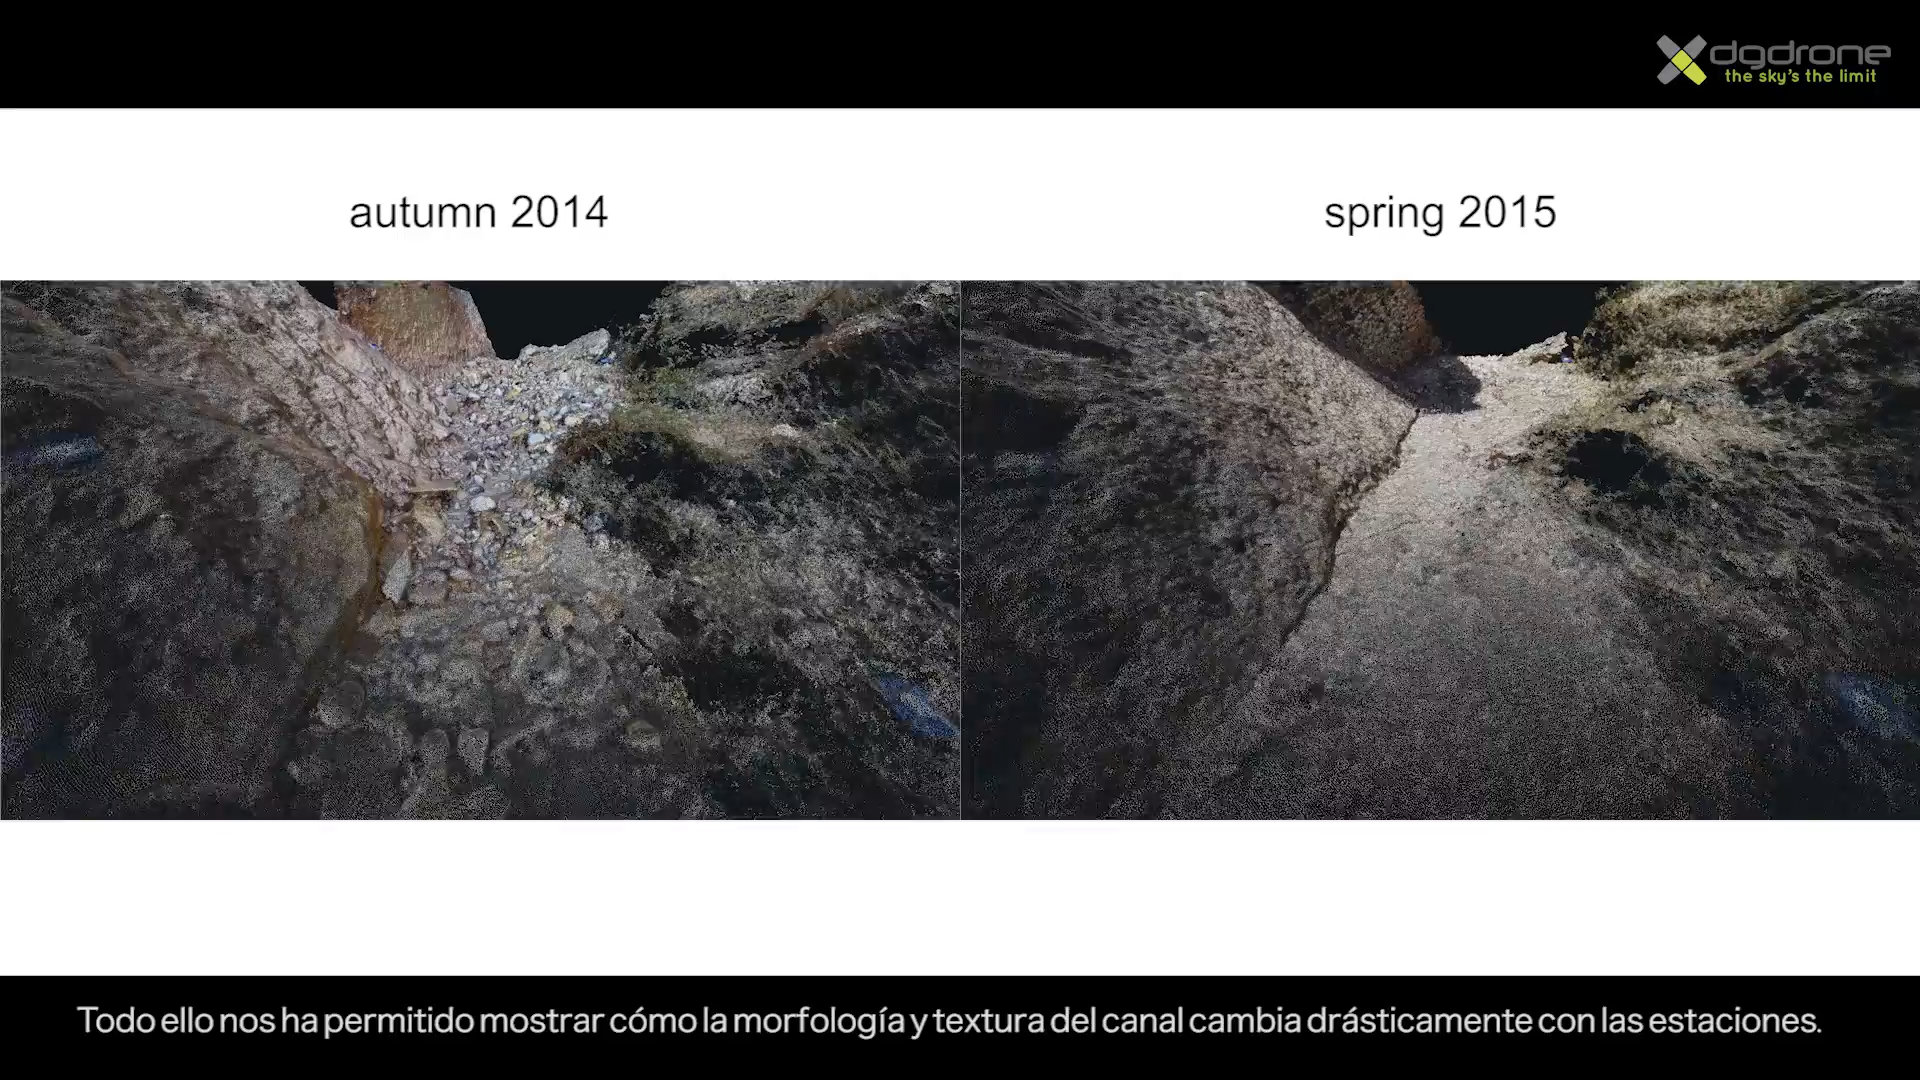 dgdrone
the sky's the limit
autumn 2014
spring 2015
Todo ello nos ha permitido mostrar cómo la morfología y textura del canal cambia drásticamente con las estaciones.